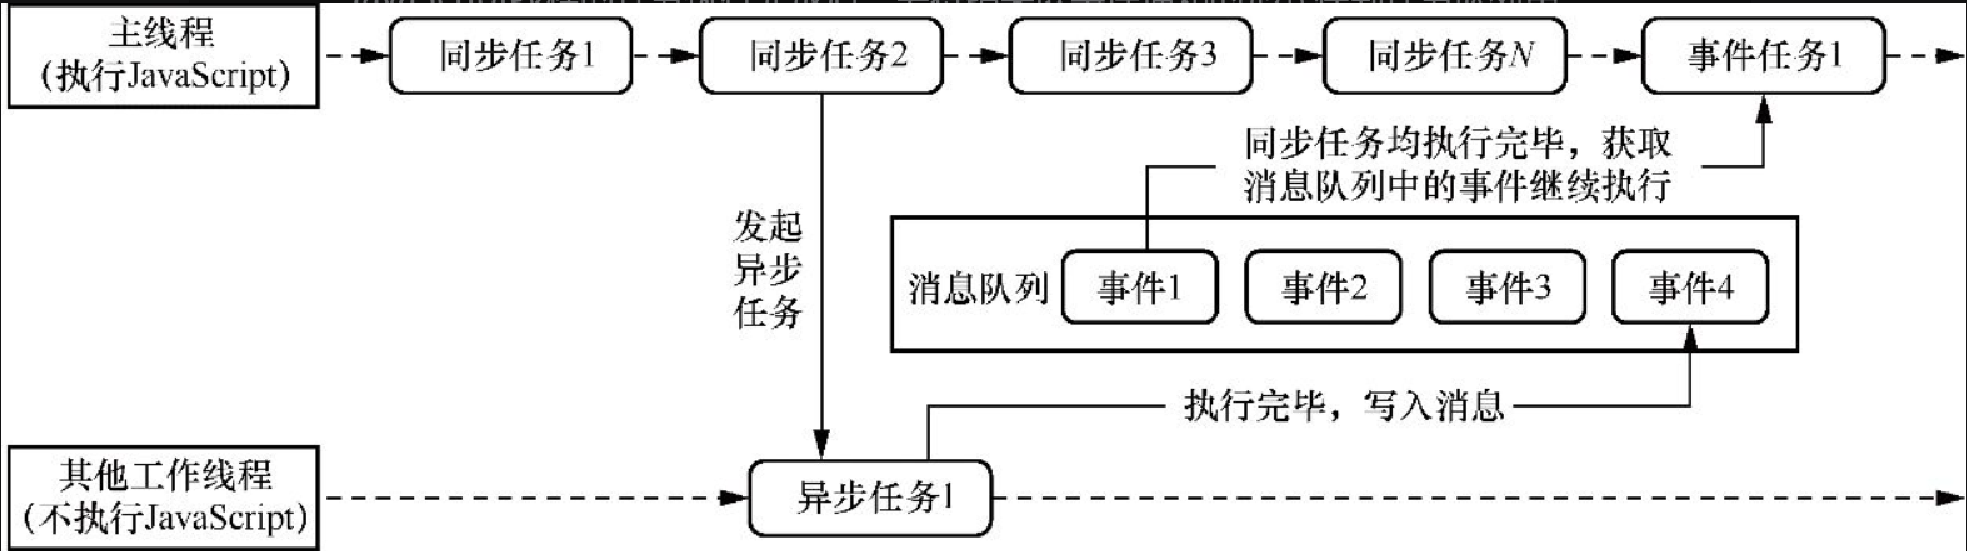 主线程
（执行JavaScript）
同步任务1
同步任务2
同步任务3
同步任务N
事件任务1
同步任务均执行完毕，获取
消息队列中的事件继续执行
发起
异步
任务
消息队列
事件1
事件2
事件3
事件4
执行完毕，写入消息
其他工作线程
（不执行JavaScript）
异步任务1